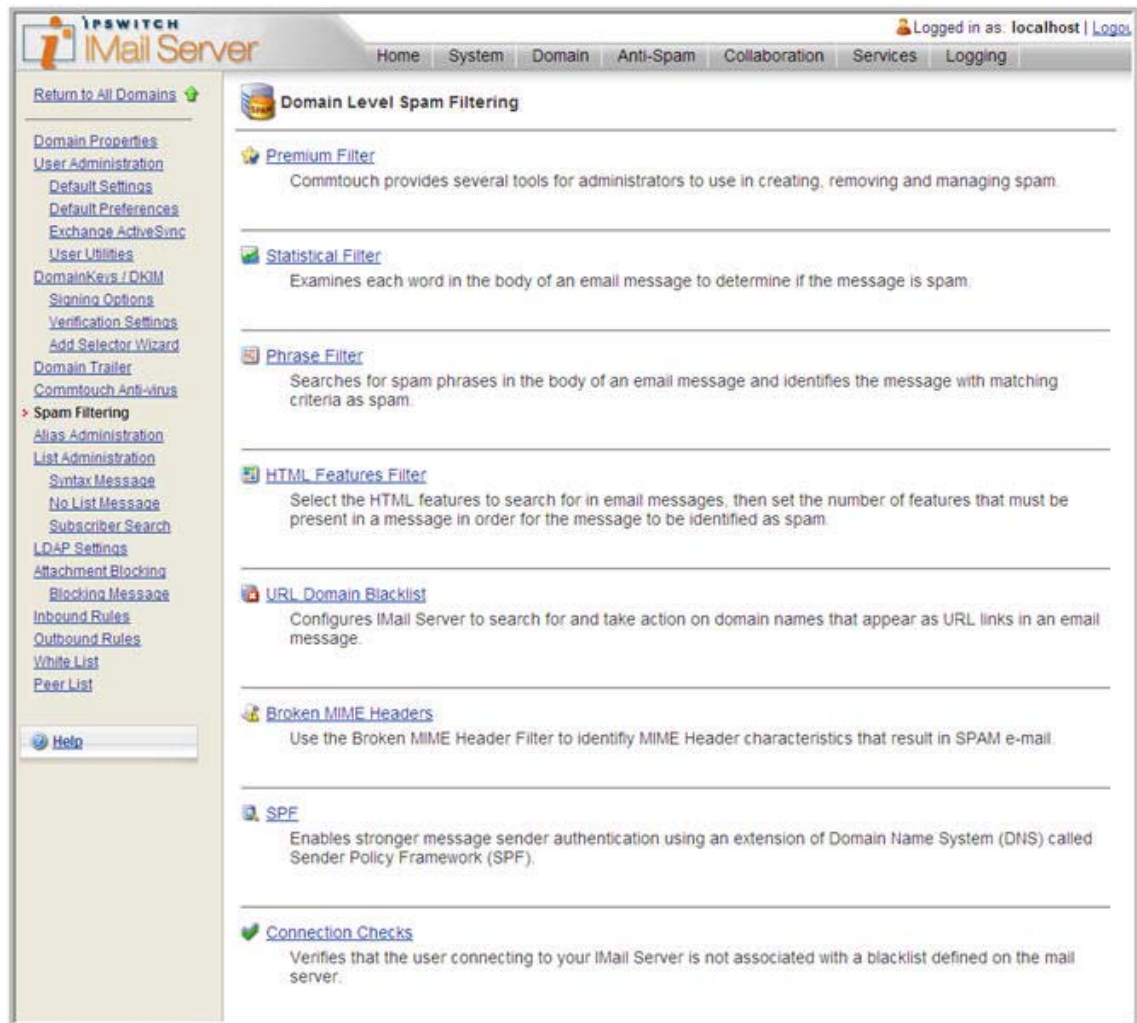 IPSWITCH
IMail Server
Logged in as: localhost | Logou
Home System Domain Anti-Spam Collaboration Services Logging
Return to All Domains
Domain Properties
User Administration
Default Settings
Default Preferences
Exchange ActiveSync
User Utilities
DomainKeys / DKIM
Signing Options
Verification Settings
Add Selector Wizard
Domain Trailer
Commtouch Anti-virus
> Spam Filtering
Alias Administration
List Administration
Syntax Message
No List Message
Subscriber Search
LDAP Settings
Attachment Blocking
Blocking Message
Inbound Rules
Outbound Rules
White List
Peer List
Help
SPAM
Domain Level Spam Filtering
Premium Filter
Commtouch provides several tools for administrators to use in creating, removing and managing spam.
Statistical Filter
Examines each word in the body of an email message to determine if the message is spam.
Phrase Filter
Searches for spam phrases in the body of an email message and identifies the message with matching
criteria as spam.
HTML Features Filter
Select the HTML features to search for in email messages, then set the number of features that must be
present in a message in order for the message to be identified as spam.
URL Domain Blacklist
Configures IMail Server to search for and take action on domain names that appear as URL links in an email
message.
Broken MIME Headers
Use the Broken MIME Header Filter to identifly MIME Header characteristics that result in SPAM e-mail.
SPF
Enables stronger message sender authentication using an extension of Domain Name System (DNS) called
Sender Policy Framework (SPF).
Connection Checks
Verifies that the user connecting to your IMail Server is not associated with a blacklist defined on the mail
server.